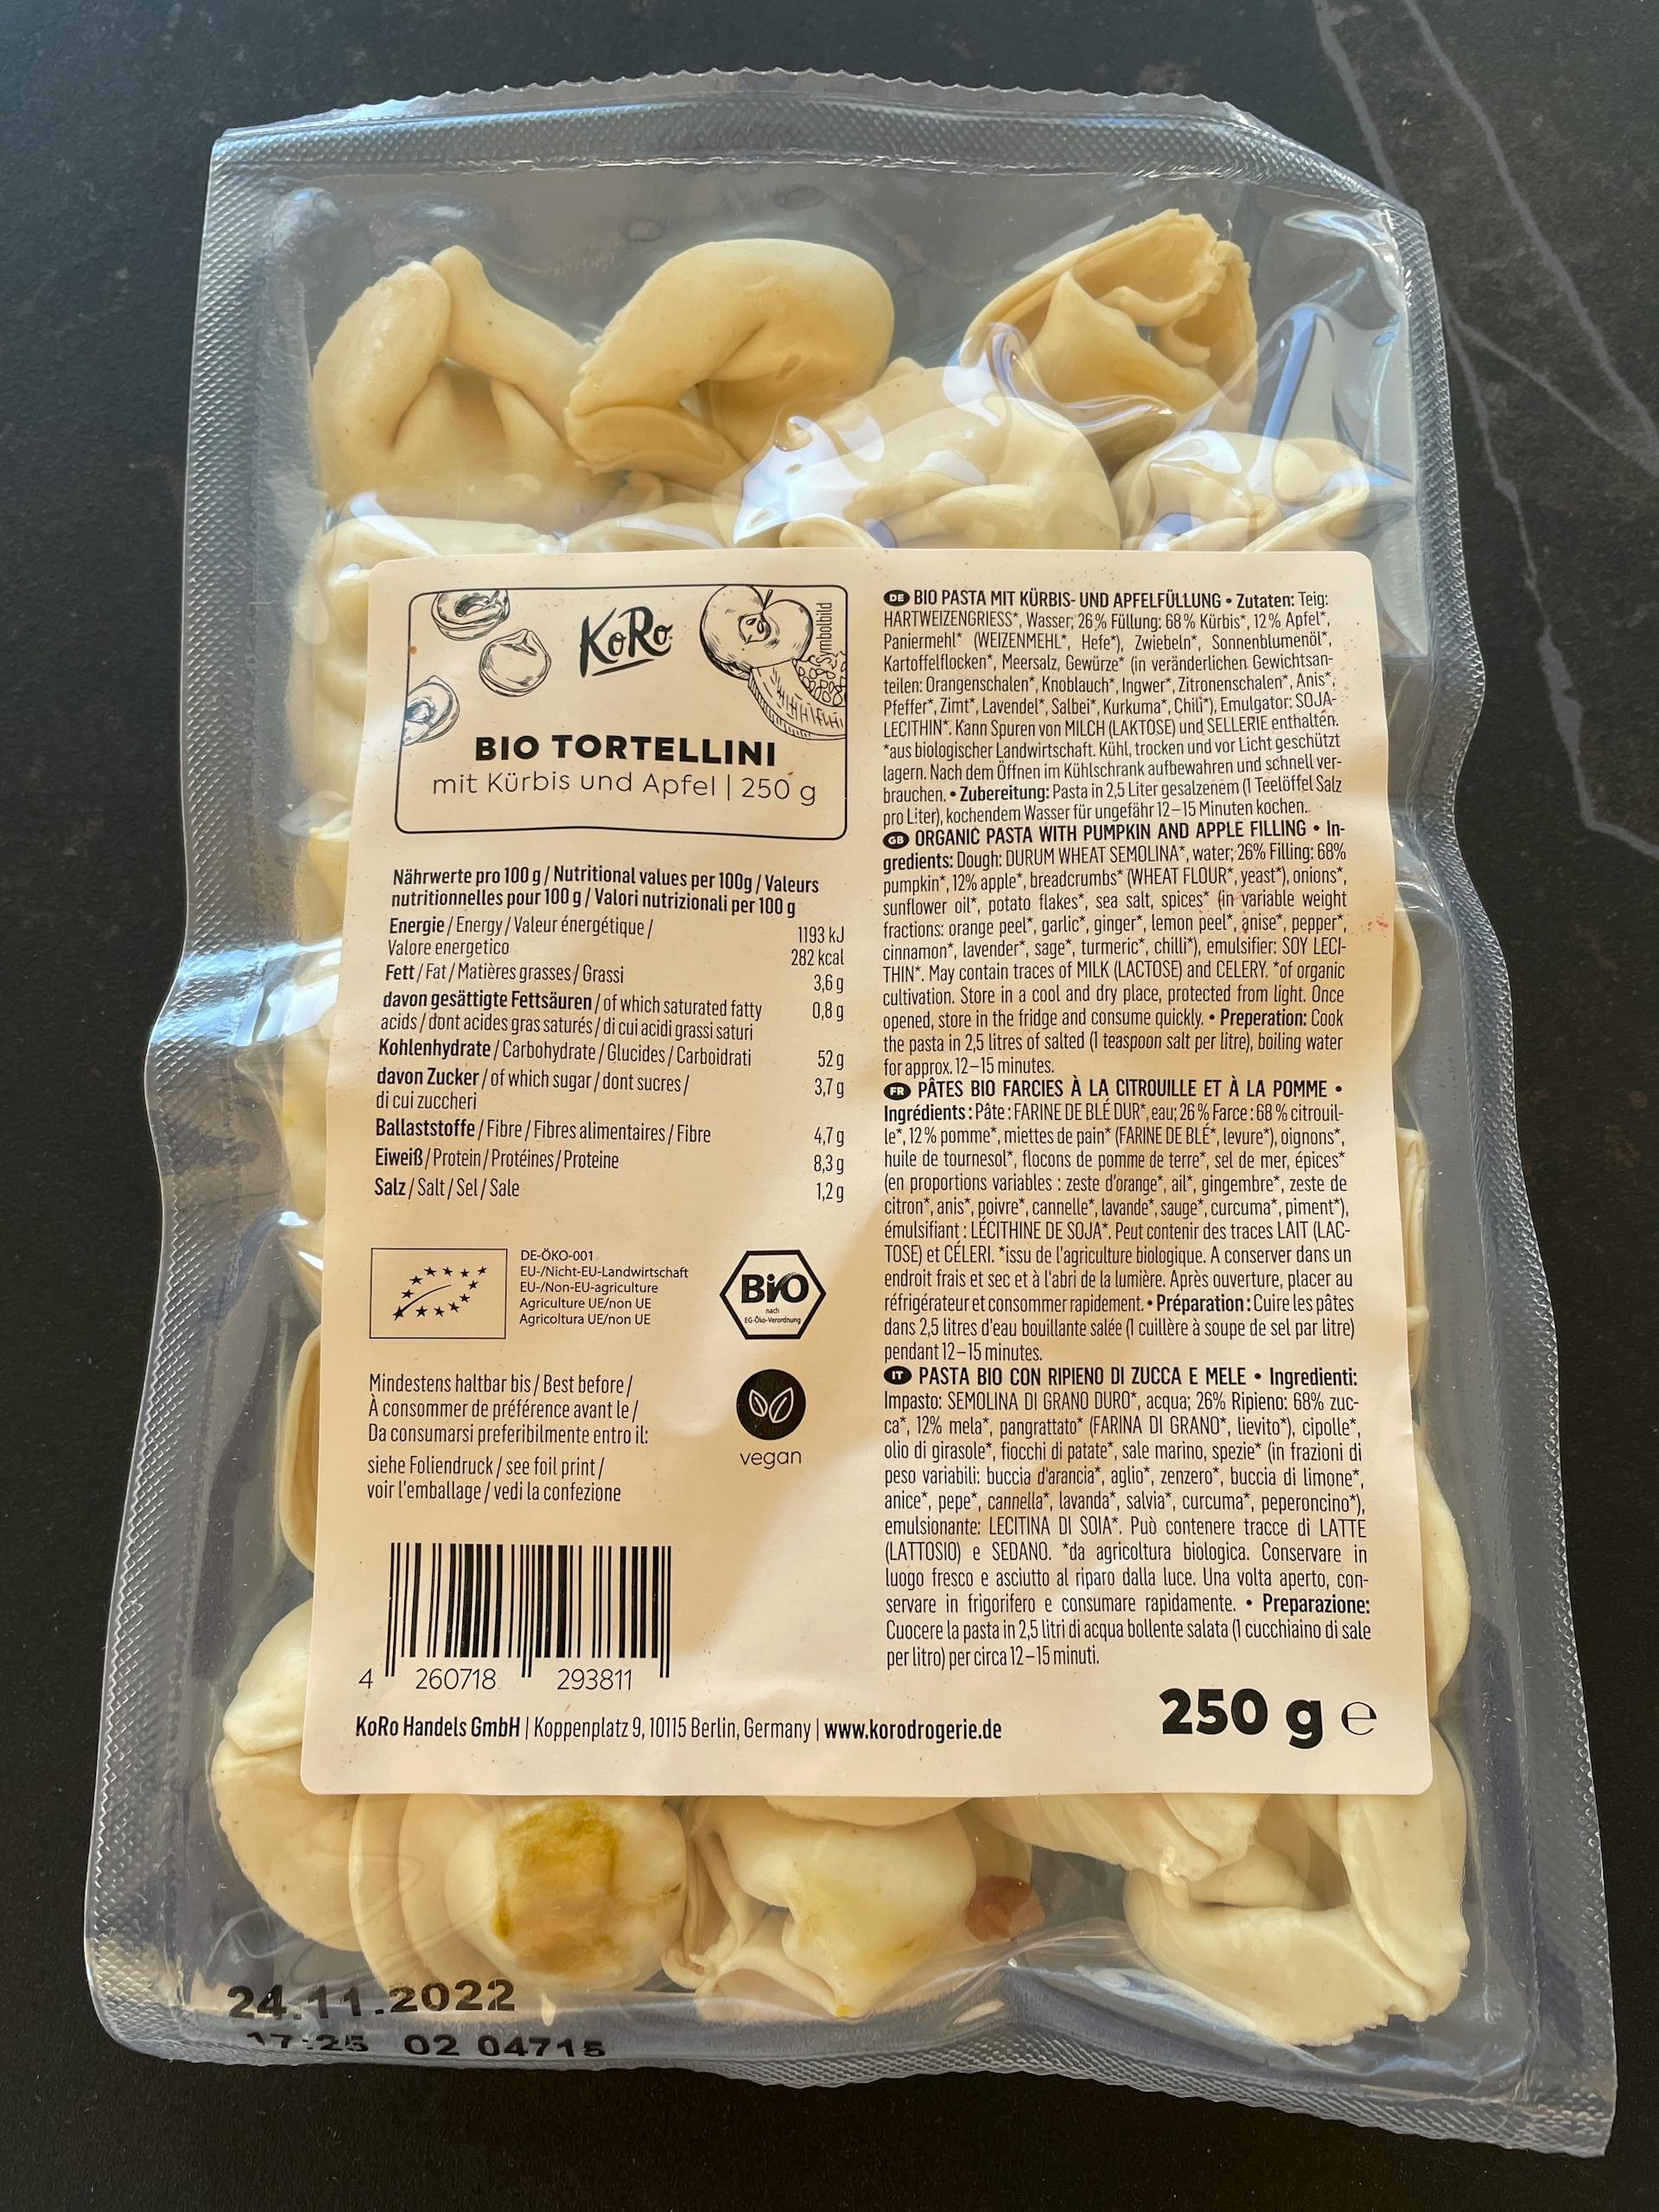 KoRo
Symbolbild
BIO TORTELLINI
mit Kürbis und Apfel | 250 g
Nährwerte pro 100 g / Nutritional values per 100g / Valeurs
nutritionnelles pour 100 g / Valori nutrizionali per 100 g
Energie / Energy / Valeur énergétique /
Valore energetico
1193 kJ
282 kcal
Fett / Fat / Matières grasses / Grassi 3,6 g
davon gesättigte Fettsäuren / of which saturated fatty 0,8 g
acids / dont acides gras saturés / di cui acidi grassi saturi
Kohlenhydrate / Carbohydrate / Glucides / Carboidrati 52 g
davon Zucker / of which sugar / dont sucres / 3,7 g
di cui zuccheri
Ballaststoffe / Fibre / Fibres alimentaires / Fibre 4,7 g
Eiweiß / Protein / Protéines / Proteine 8,3 g
Salz / Salt / Sel / Sale 1,2 g
DE-ÖKO-001
EU-/Nicht-EU-Landwirtschaft
EU-/Non-EU-agriculture
Agriculture UE/non UE
Agricoltura UE/non UE
Bio
nach
EG-Öko-Verordnung
Mindestens haltbar bis / Best before /
À consommer de préférence avant le /
Da consumarsi preferibilmente entro il:
siehe Foliendruck / see foil print /
voir l'emballage / vedi la confezione
vegan
4 260718 293811
DE BIO PASTA MIT KÜRBIS- UND APFELFÜLLUNG • Zutaten: Teig:
HARTWEIZENGRIESS*, Wasser; 26% Füllung: 68% Kürbis*, 12% Apfel*,
Paniermehl* (WEIZENMEHL*, Hefe*), Zwiebeln*, Sonnenblumenöl*,
Kartoffelflocken*, Meersalz, Gewürze* (in veränderlichen Gewichtsan-
teilen: Orangenschalen*, Knoblauch*, Ingwer*, Zitronenschalen*, Anis*,
Pfeffer*, Zimt*, Lavendel*, Salbei*, Kurkuma*, Chili*), Emulgator: SOJA-
LECITHIN*. Kann Spuren von MILCH (LAKTOSE) und SELLERIE enthalten.
*aus biologischer Landwirtschaft. Kühl, trocken und vor Licht geschützt
lagern. Nach dem Öffnen im Kühlschrank aufbewahren und schnell ver-
brauchen. • Zubereitung: Pasta in 2,5 Liter gesalzenem (1 Teelöffel Salz
pro Liter), kochendem Wasser für ungefähr 12–15 Minuten kochen.
GB ORGANIC PASTA WITH PUMPKIN AND APPLE FILLING • In-
gredients: Dough: DURUM WHEAT SEMOLINA*, water; 26% Filling: 68%
pumpkin*, 12% apple*, breadcrumbs* (WHEAT FLOUR*, yeast*), onions*,
sunflower oil*, potato flakes*, sea salt, spices* (in variable weight
fractions: orange peel*, garlic*, ginger*, lemon peel*, anise*, pepper*,
cinnamon*, lavender*, sage*, turmeric*, chilli*), emulsifier: SOY LECI-
THIN*. May contain traces of MILK (LACTOSE) and CELERY. *of organic
cultivation. Store in a cool and dry place, protected from light. Once
opened, store in the fridge and consume quickly. • Preperation: Cook
the pasta in 2,5 litres of salted (1 teaspoon salt per litre), boiling water
for approx. 12–15 minutes.
FR PÂTES BIO FARCIES À LA CITROUILLE ET À LA POMME •
Ingrédients : Pâte : FARINE DE BLÉ DUR*, eau; 26 % Farce : 68 % citrouil-
le*, 12 % pomme*, miettes de pain* (FARINE DE BLÉ*, levure*), oignons*,
huile de tournesol*, flocons de pomme de terre*, sel de mer, épices*
(en proportions variables : zeste d'orange*, ail*, gingembre*, zeste de
citron*, anis*, poivre*, cannelle*, lavande*, sauge*, curcuma*, piment*),
émulsifiant : LÉCITHINE DE SOJA*. Peut contenir des traces LAIT (LAC-
TOSE) et CÉLERI. *issu de l'agriculture biologique. A conserver dans un
endroit frais et sec et à l'abri de la lumière. Après ouverture, placer au
réfrigérateur et consommer rapidement. • Préparation : Cuire les pâtes
dans 2,5 litres d'eau bouillante salée (1 cuillère à soupe de sel par litre)
pendant 12–15 minutes.
IT PASTA BIO CON RIPIENO DI ZUCCA E MELE • Ingredienti:
Impasto: SEMOLINA DI GRANO DURO*, acqua; 26% Ripieno: 68% zuc-
ca*, 12% mela*, pangrattato* (FARINA DI GRANO*, lievito*), cipolle*,
olio di girasole*, fiocchi di patate*, sale marino, spezie* (in frazioni di
peso variabili: buccia d'arancia*, aglio*, zenzero*, buccia di limone*,
anice*, pepe*, cannella*, lavanda*, salvia*, curcuma*, peperoncino*),
emulsionante: LECITINA DI SOIA*. Può contenere tracce di LATTE
(LATTOSIO) e SEDANO. *da agricoltura biologica. Conservare in
luogo fresco e asciutto al riparo dalla luce. Una volta aperto, con-
servare in frigorifero e consumare rapidamente. • Preparazione:
Cuocere la pasta in 2,5 litri di acqua bollente salata (1 cucchiaino di sale
per litro) per circa 12–15 minuti.
250 g ℮
KoRo Handels GmbH | Koppenplatz 9, 10115 Berlin, Germany | www.korodrogerie.de
24.11.2022
17:25 02 04715